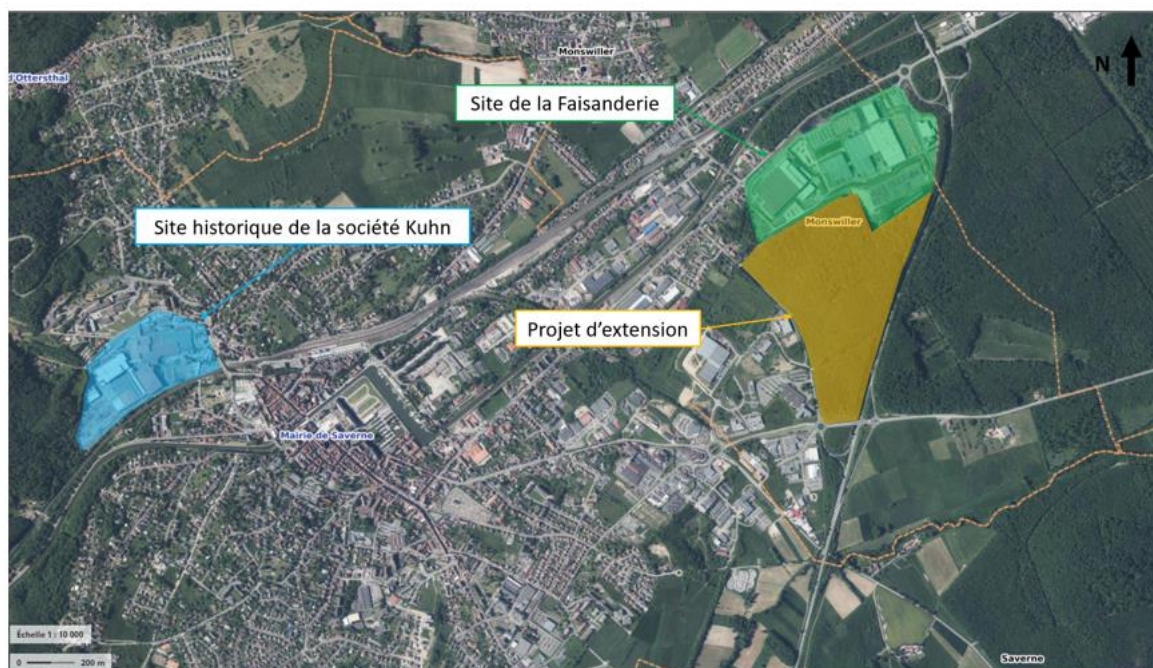 Monswiller
d'Ottersthal
N
Site de la Faisanderie
Site historique de la société Kuhn
Monswiller
Projet d'extension
Mairie de Saverne
Échelle 1 : 10 000
0 200 m
Saverne